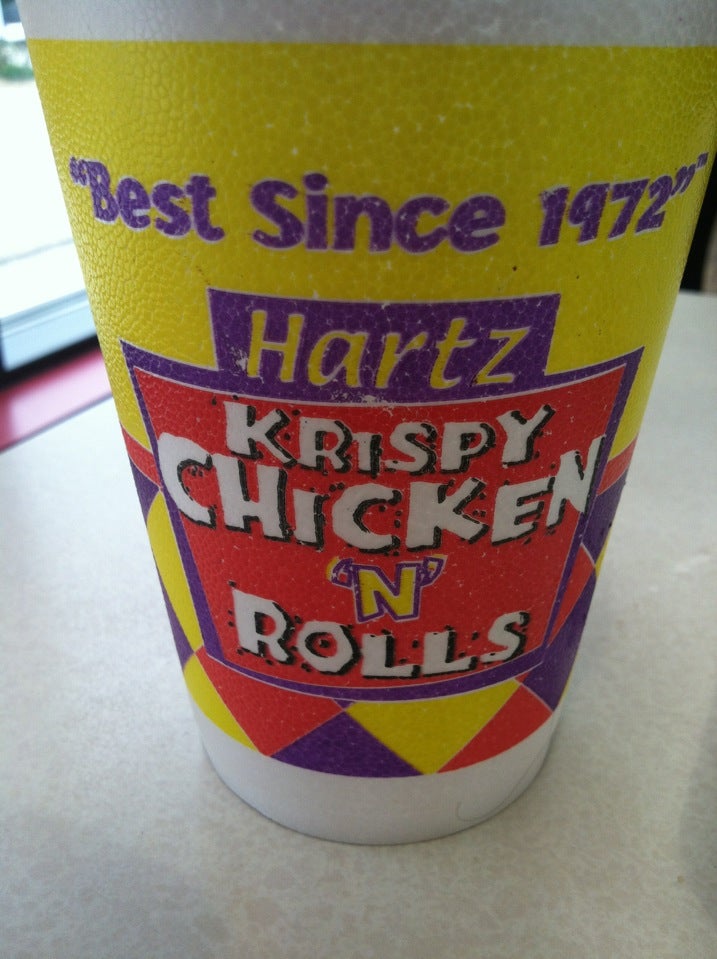 "Best Since 1972"
Hartz
KRISPY
CHICKEN
'N'
ROLLS